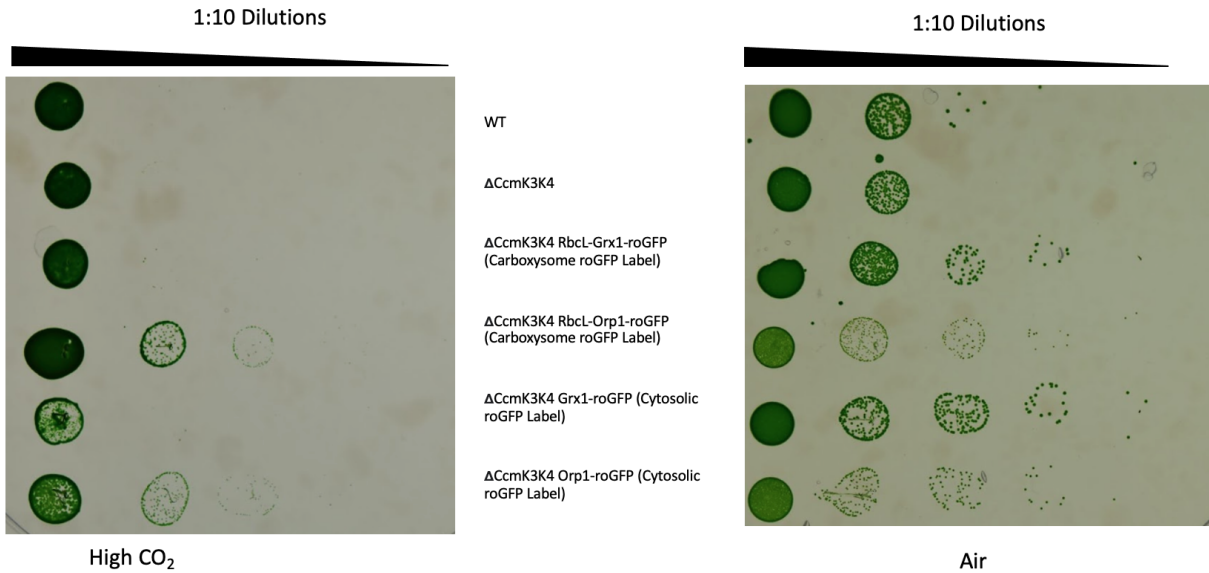 1:10 Dilutions
1:10 Dilutions
WT
ΔCcmK3K4
ΔCcmK3K4 RbcL-Grx1-roGFP
(Carboxysome roGFP Label)
ΔCcmK3K4 RbcL-Orp1-roGFP
(Carboxysome roGFP Label)
ΔCcmK3K4 Grx1-roGFP (Cytosolic
roGFP Label)
ΔCcmK3K4 Orp1-roGFP (Cytosolic
roGFP Label)
High CO₂
Air